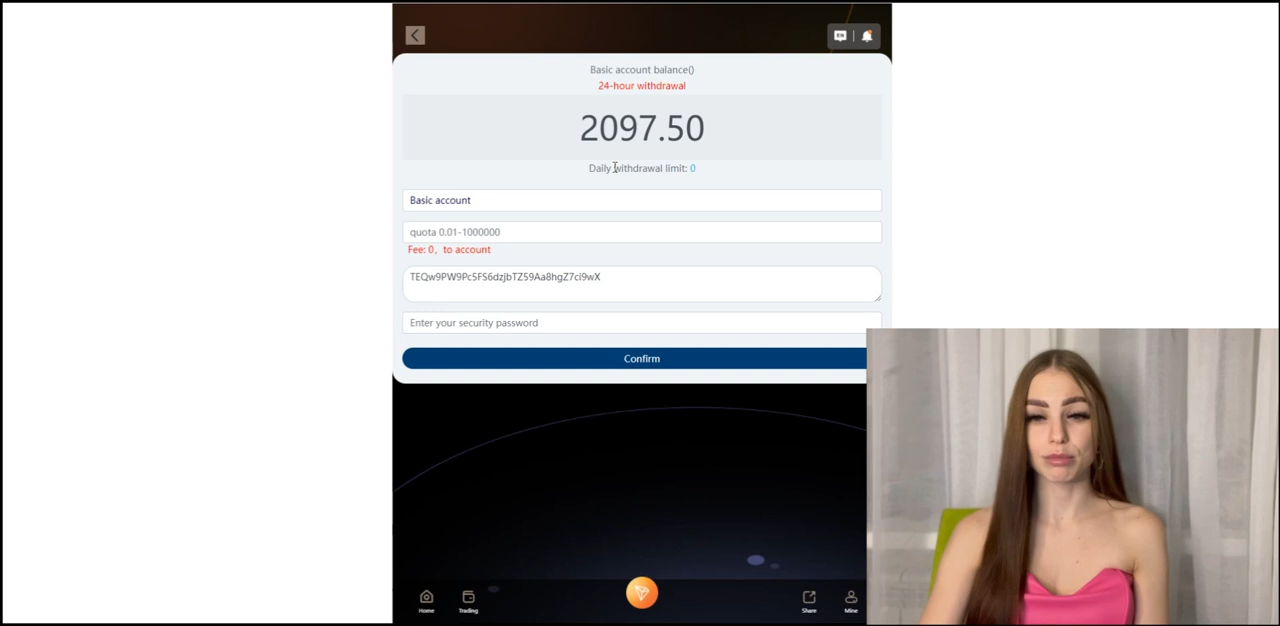 Basic account balance()
24-hour withdrawal
2097.50
Daily withdrawal limit: 0
Basic account
quota 0.01-1000000
Fee: 0, to account
TEQw9PW9Pc5FS6dzjbTZ59Aa8hgZ7ci9wX
Enter your security password
Confirm
Home
Trading
Share
Mine